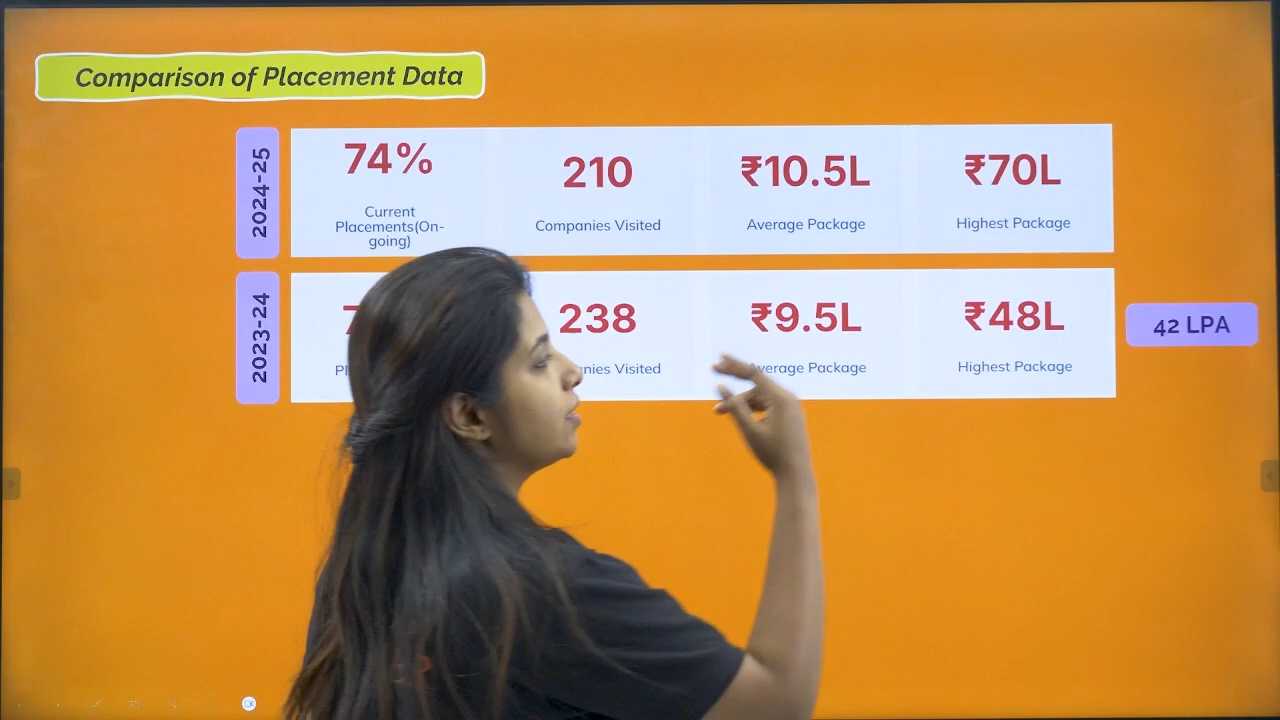 Comparison of Placement Data
2024-25
74%
Current
Placements(On-
going)
210
Companies Visited
₹10.5L
Average Package
₹70L
Highest Package
2023-24
238
₹9.5L
Average Package
₹48L
Highest Package
42 LPA